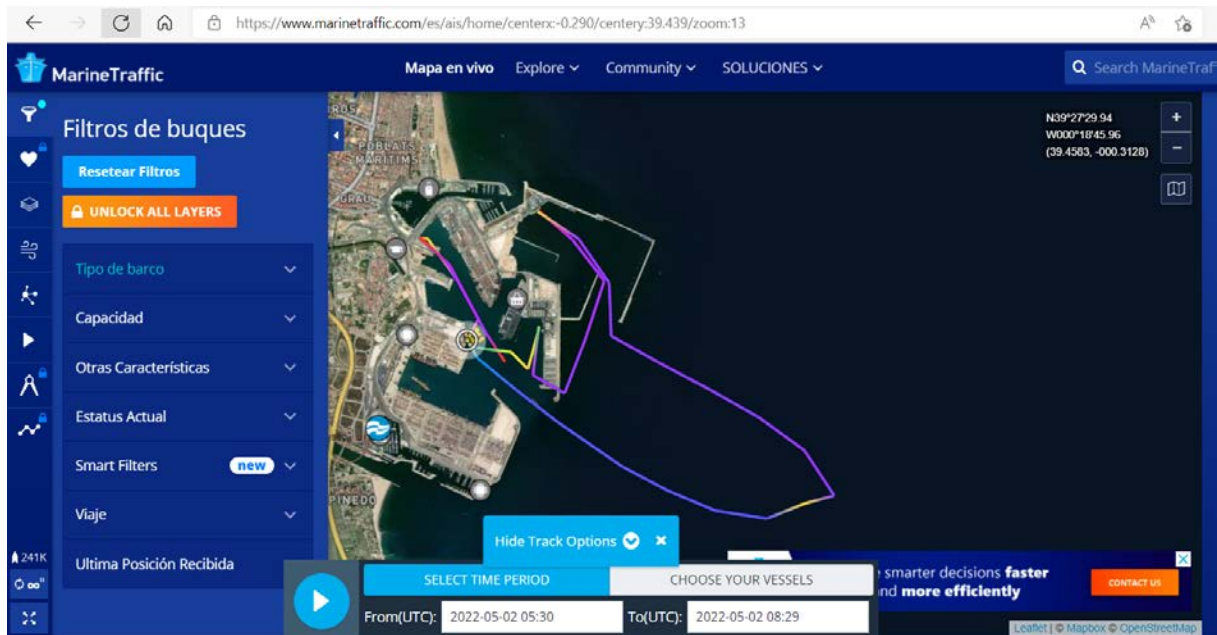 https://www.marinetraffic.com/es/ais/home/centerx:-0.290/centery:39.439/zoom:13
MarineTraffic
Mapa en vivo Explore Community SOLUCIONES
Search MarineTraf
Filtros de buques
Resetear Filtros
UNLOCK ALL LAYERS
Tipo de barco
Capacidad
Otras Características
Estatus Actual
Smart Filters new
Viaje
Ultima Posición Recibida
241K
POBLATS
MARÍTIMS
GRAU
PINEDO
N39°27'29.94
W000°18'45.96
(39.4583, -000.3128)
+
−
Hide Track Options
SELECT TIME PERIOD CHOOSE YOUR VESSELS
From(UTC): 2022-05-02 05:30 To(UTC): 2022-05-02 08:29
smarter decisions faster
and more efficiently
CONTACT US
Leaflet | © Mapbox © OpenStreetMap